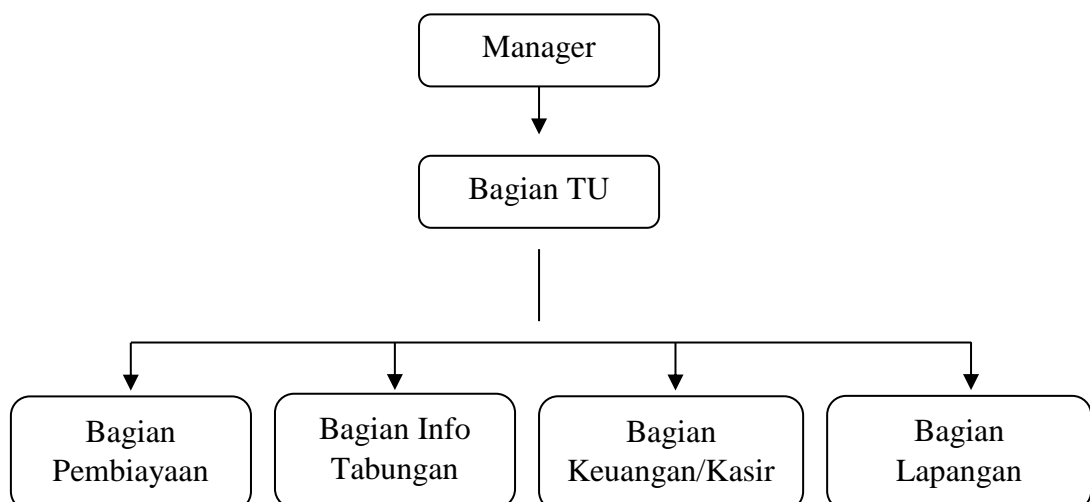 Manager
Bagian TU
Bagian
Pembiayaan
Bagian Info
Tabungan
Bagian
Keuangan/Kasir
Bagian
Lapangan